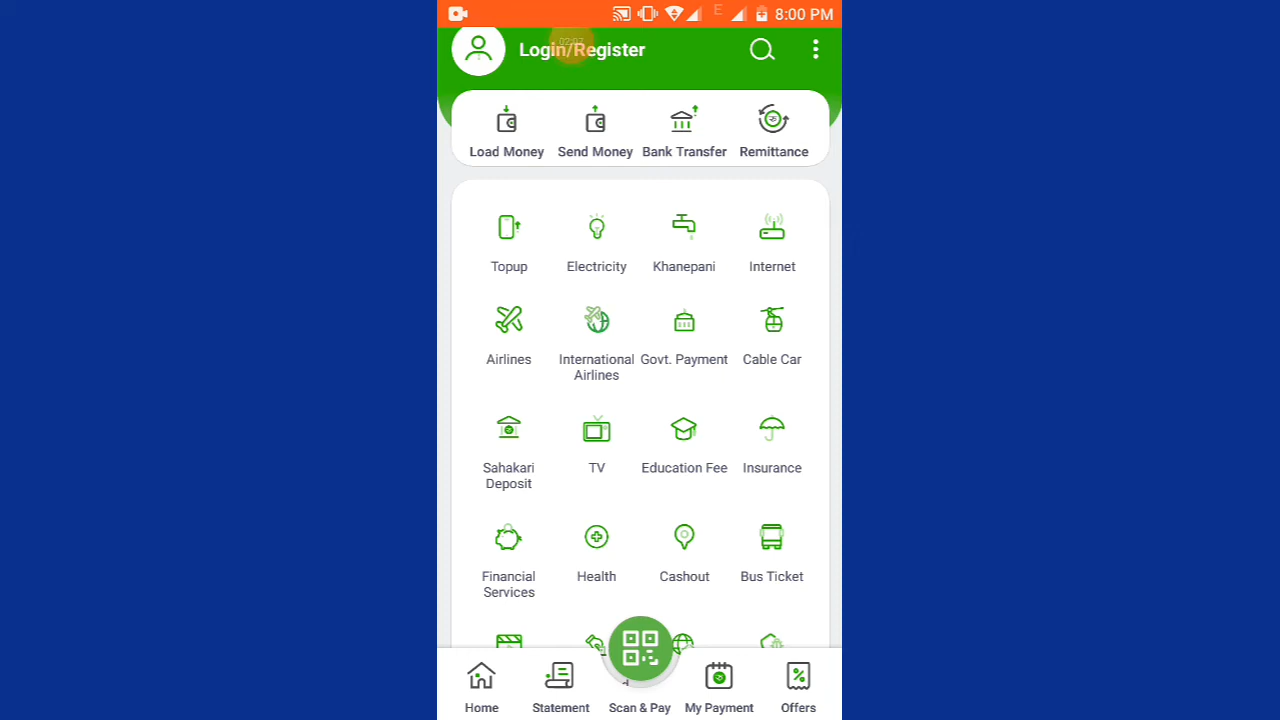 E 8:00 PM
02:07
Login/Register
Load Money Send Money Bank Transfer Remittance
Topup Electricity Khanepani Internet
Airlines International Airlines Govt. Payment Cable Car
Sahakari Deposit TV Education Fee Insurance
Financial Services Health Cashout Bus Ticket
Home Statement Scan & Pay My Payment Offers